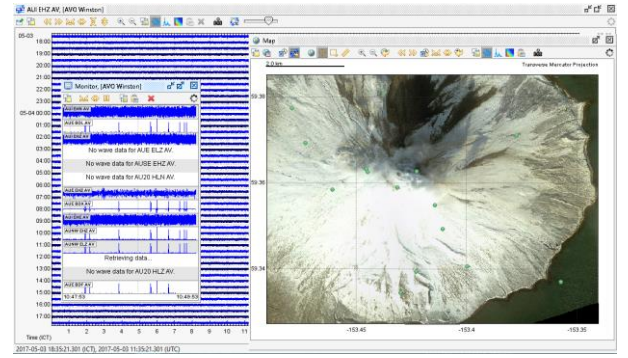 AUI EHZ AV, [AVO Winston]
05-03
18:00
19:00
20:00
21:00
22:00
23:00
05-04 00:00
01:00
02:00
03:00
04:00
05:00
06:00
07:00
08:00
09:00
10:00
11:00
12:00
13:00
14:00
15:00
16:00
17:00
Time (ICT)
1 2 3 4 5 6 7 8 9 10 11
2017-05-03 18:35:21.301 (ICT), 2017-05-03 11:35:21.301 (UTC)
Monitor, [AVO Winston]
No wave data for AUE ELZ AV.
No wave data for AUSE EHZ AV.
No wave data for AU20 HLN AV.
AUNW EHZ AV
Retrieving data...
No wave data for AU20 HLZ AV.
10:47:53 10:49:53
Map
2.0 km
Transverse Mercator Projection
59.38
59.36
59.34
-153.45 -153.4 -153.35